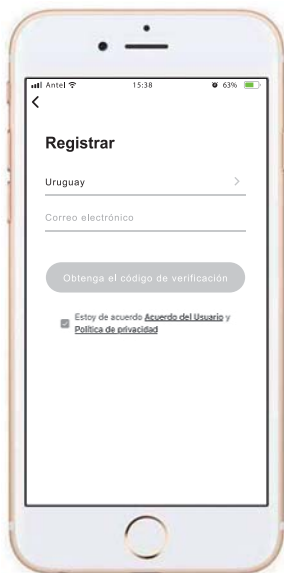 Antel 15:38 63%
Registrar
Uruguay
Correo electrónico
Obtenga el código de verificación
Estoy de acuerdo Acuerdo del Usuario y
Política de privacidad